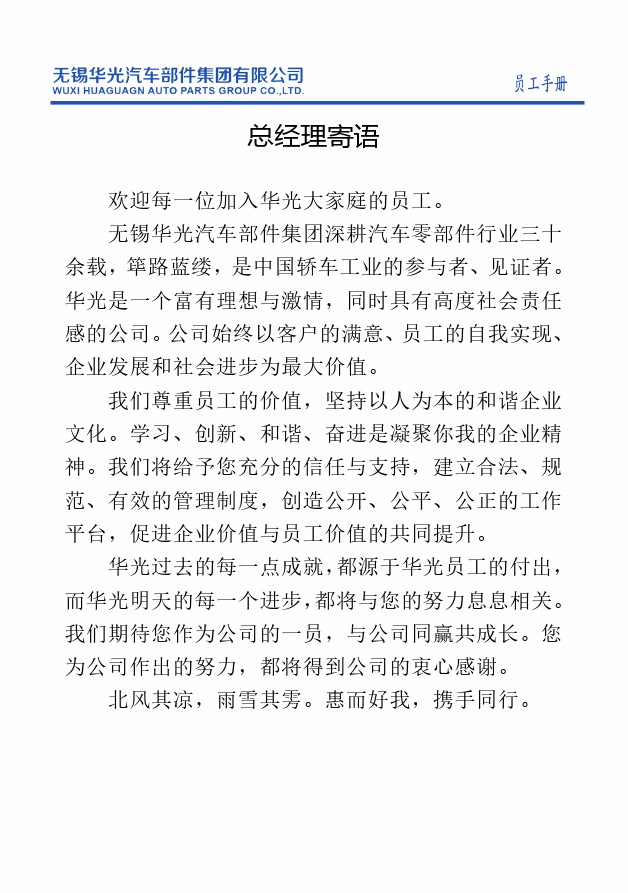 无锡华光汽车部件集团有限公司
WUXI HUAGUAGN AUTO PARTS GROUP CO.,LTD.
员工手册
总经理寄语
欢迎每一位加入华光大家庭的员工。
无锡华光汽车部件集团深耕汽车零部件行业三十
余载，筚路蓝缕，是中国轿车工业的参与者、见证者。
华光是一个富有理想与激情，同时具有高度社会责任
感的公司。公司始终以客户的满意、员工的自我实现、
企业发展和社会进步为最大价值。
我们尊重员工的价值，坚持以人为本的和谐企业
文化。学习、创新、和谐、奋进是凝聚你我的企业精
神。我们将给予您充分的信任与支持，建立合法、规
范、有效的管理制度，创造公开、公平、公正的工作
平台，促进企业价值与员工价值的共同提升。
华光过去的每一点成就，都源于华光员工的付出，
而华光明天的每一个进步，都将与您的努力息息相关。
我们期待您作为公司的一员，与公司同赢共成长。您
为公司作出的努力，都将得到公司的衷心感谢。
北风其凉，雨雪其雱。惠而好我，携手同行。